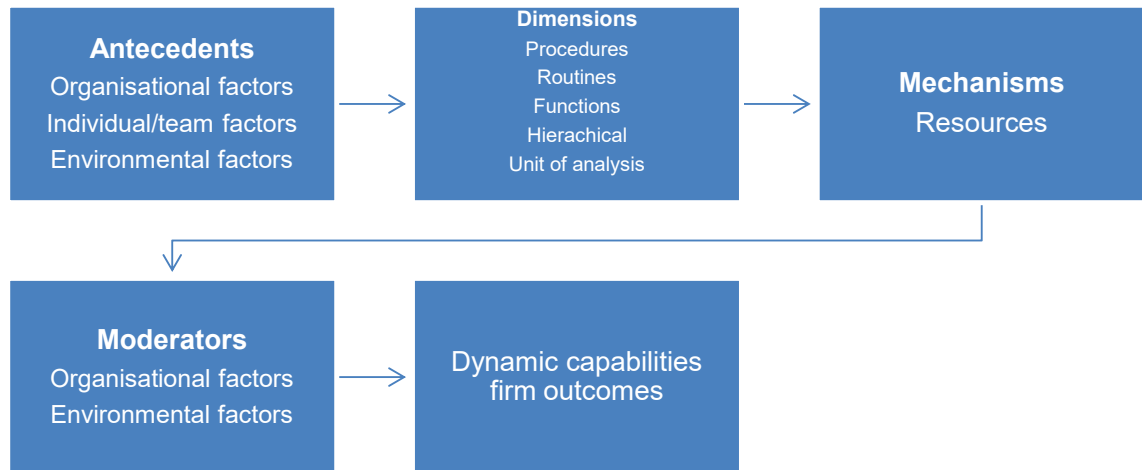 Antecedents
Organisational factors
Individual/team factors
Environmental factors
Dimensions
Procedures
Routines
Functions
Hierachical
Unit of analysis
Mechanisms
Resources
Moderators
Organisational factors
Environmental factors
Dynamic capabilities
firm outcomes